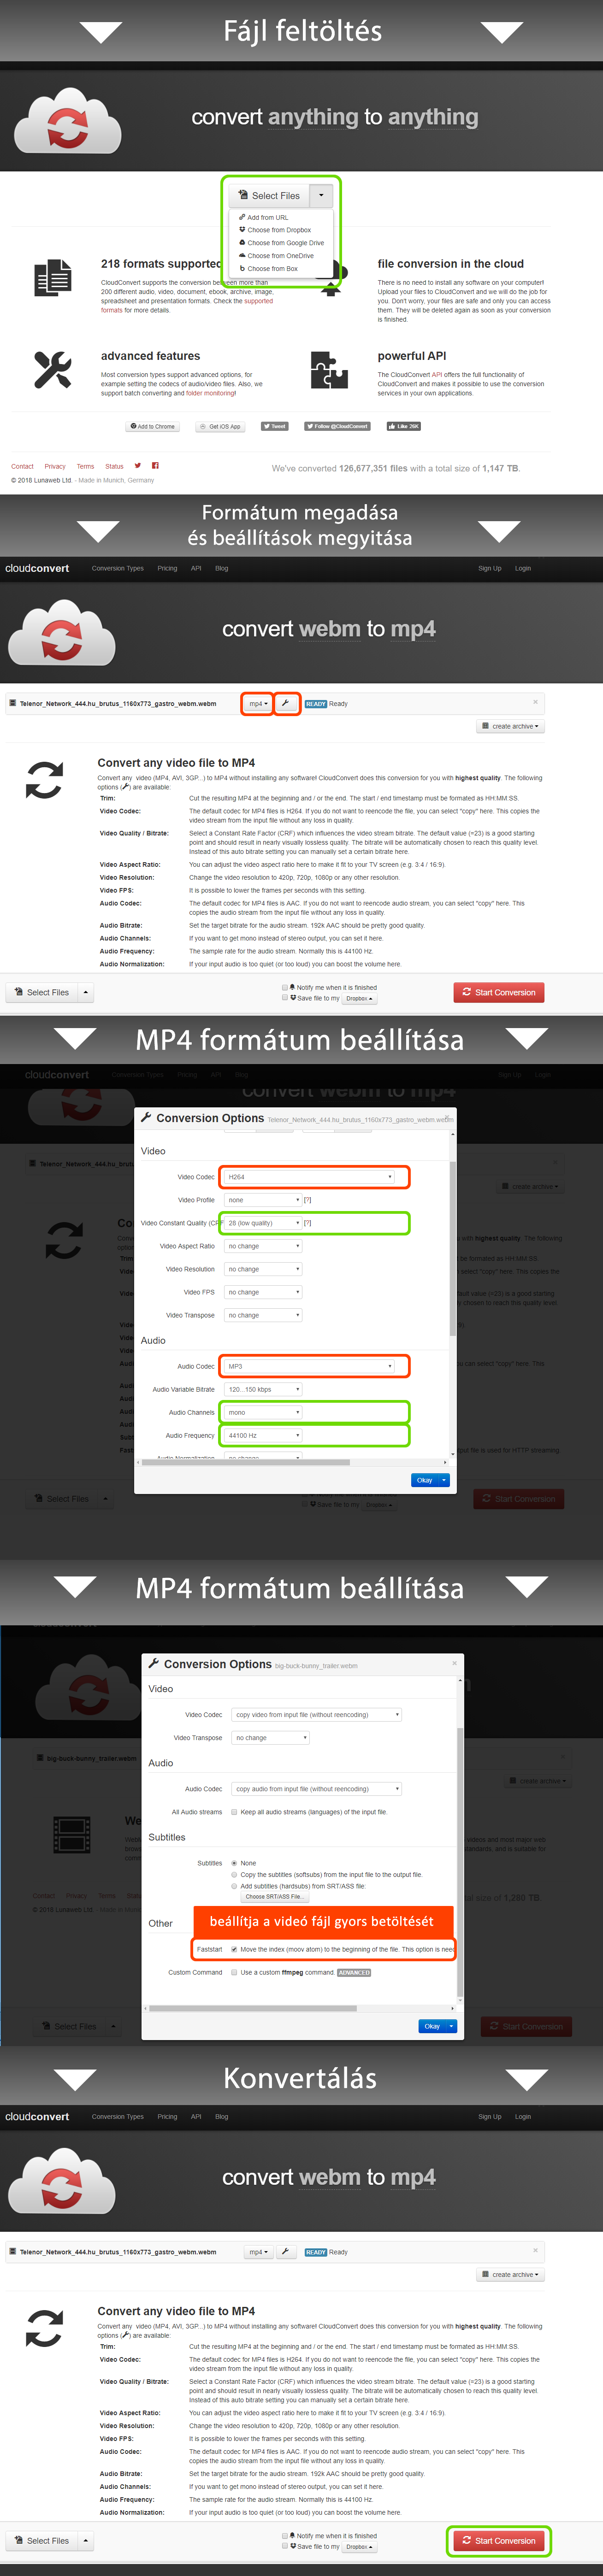 Fájl feltöltés
convert anything to anything
Select Files
Add from URL
Choose from Dropbox
Choose from Google Drive
Choose from OneDrive
Choose from Box
218 formats supported
CloudConvert supports the conversion between more than
200 different audio, video, document, ebook, archive, image,
spreadsheet and presentation formats. Check the supported
formats for more details.
file conversion in the cloud
There is no need to install any software on your computer!
Upload your files to CloudConvert and we will do the job for
you. Don't worry, your files are safe and only you can access
them. They will be deleted again as soon as your conversion
is finished.
advanced features
Most conversion types support advanced options, for
example setting the codecs of audio/video files. Also, we
support batch converting and folder monitoring!
powerful API
The CloudConvert API offers the full functionality of
CloudConvert and makes it possible to use the conversion
services in your own applications.
Add to Chrome
Get iOS App
Tweet
Follow @CloudConvert
Like 26K
Contact Privacy Terms Status
We've converted 126,677,351 files with a total size of 1,147 TB.
© 2018 Lunaweb Ltd. - Made in Munich, Germany
Formátum megadása
és beállítások megyitása
cloudconvert Conversion Types Pricing API Blog Sign Up Login
convert webm to mp4
Telenor_Network_444.hu_brutus_1160x773_gastro_webm.webm mp4 READY Ready ×
create archive
Convert any video file to MP4
Convert any video (MP4, AVI, 3GP...) to MP4 without installing any software! CloudConvert does this conversion for you with highest quality. The following
options ( ) are available:
Trim: Cut the resulting MP4 at the beginning and / or the end. The start / end timestamp must be formated as HH:MM:SS.
Video Codec: The default codec for MP4 files is H264. If you do not want to reencode the file, you can select "copy" here. This copies the
video stream from the input file without any loss in quality.
Video Quality / Bitrate: Select a Constant Rate Factor (CRF) which influences the video stream bitrate. The default value (=23) is a good starting
point and should result in nearly visually lossless quality. The bitrate will be automatically chosen to reach this quality level.
Instead of this auto bitrate setting you can manually set a certain bitrate here.
Video Aspect Ratio: You can adjust the video aspect ratio here to make it fit to your TV screen (e.g. 3:4 / 16:9).
Video Resolution: Change the video resolution to 420p, 720p, 1080p or any other resolution.
Video FPS: It is possible to lower the frames per seconds with this setting.
Audio Codec: The default codec for MP4 files is AAC. If you do not want to reencode audio stream, you can select "copy" here. This
copies the audio stream from the input file without any loss in quality.
Audio Bitrate: Set the target bitrate for the audio stream. 192k AAC should be pretty good quality.
Audio Channels: If you want to get mono instead of stereo output, you can set it here.
Audio Frequency: The sample rate for the audio stream. Normally this is 44100 Hz.
Audio Normalization: If your input audio is too quiet (or too loud) you can boost the volume here.
Select Files
Notify me when it is finished
Save file to my Dropbox
Start Conversion
MP4 formátum beállítása
cloudconvert Conversion Types Pricing API Blog Sign Up Login
Conversion Options Telenor_Network_444.hu_brutus_1160x773_gastro_webm.webm
Video
Video Codec H264
Video Profile none [?]
Video Constant Quality (CRF 28 (low quality) [?]
Video Aspect Ratio no change
Video Resolution no change
Video FPS no change
Video Transpose no change
Audio
Audio Codec MP3
Audio Variable Bitrate 120...150 kbps
Audio Channels mono
Audio Frequency 44100 Hz
Okay
Select Files
Save file to my Dropbox
Start Conversion
MP4 formátum beállítása
Conversion Options big-buck-bunny_trailer.webm ×
Video
Video Codec copy video from input file (without reencoding)
Video Transpose no change
big-buck-bunny_trailer.webm
create archive
Audio
Audio Codec copy audio from input file (without reencoding)
All Audio streams Keep all audio streams (languages) of the input file.
Subtitles
Subtitles None
Copy the subtitles (softsubs) from the input file to the output file.
Add subtitles (hardsubs) from SRT/ASS file:
Choose SRT/ASS File...
Other
beállítja a videó fájl gyors betöltését
Faststart Move the index (moov atom) to the beginning of the file. This option is need
Custom Command Use a custom ffmpeg command. ADVANCED
Okay
Select Files
Start Conversion
Konvertálás
cloudconvert Conversion Types Pricing API Blog Sign Up Login
convert webm to mp4
Telenor_Network_444.hu_brutus_1160x773_gastro_webm.webm mp4 READY Ready ×
create archive
Convert any video file to MP4
Convert any video (MP4, AVI, 3GP...) to MP4 without installing any software! CloudConvert does this conversion for you with highest quality. The following
options ( ) are available:
Trim: Cut the resulting MP4 at the beginning and / or the end. The start / end timestamp must be formated as HH:MM:SS.
Video Codec: The default codec for MP4 files is H264. If you do not want to reencode the file, you can select "copy" here. This copies the
video stream from the input file without any loss in quality.
Video Quality / Bitrate: Select a Constant Rate Factor (CRF) which influences the video stream bitrate. The default value (=23) is a good starting
point and should result in nearly visually lossless quality. The bitrate will be automatically chosen to reach this quality level.
Instead of this auto bitrate setting you can manually set a certain bitrate here.
Video Aspect Ratio: You can adjust the video aspect ratio here to make it fit to your TV screen (e.g. 3:4 / 16:9).
Video Resolution: Change the video resolution to 420p, 720p, 1080p or any other resolution.
Video FPS: It is possible to lower the frames per seconds with this setting.
Audio Codec: The default codec for MP4 files is AAC. If you do not want to reencode audio stream, you can select "copy" here. This
copies the audio stream from the input file without any loss in quality.
Audio Bitrate: Set the target bitrate for the audio stream. 192k AAC should be pretty good quality.
Audio Channels: If you want to get mono instead of stereo output, you can set it here.
Audio Frequency: The sample rate for the audio stream. Normally this is 44100 Hz.
Audio Normalization: If your input audio is too quiet (or too loud) you can boost the volume here.
Select Files
Notify me when it is finished
Save file to my Dropbox
Start Conversion